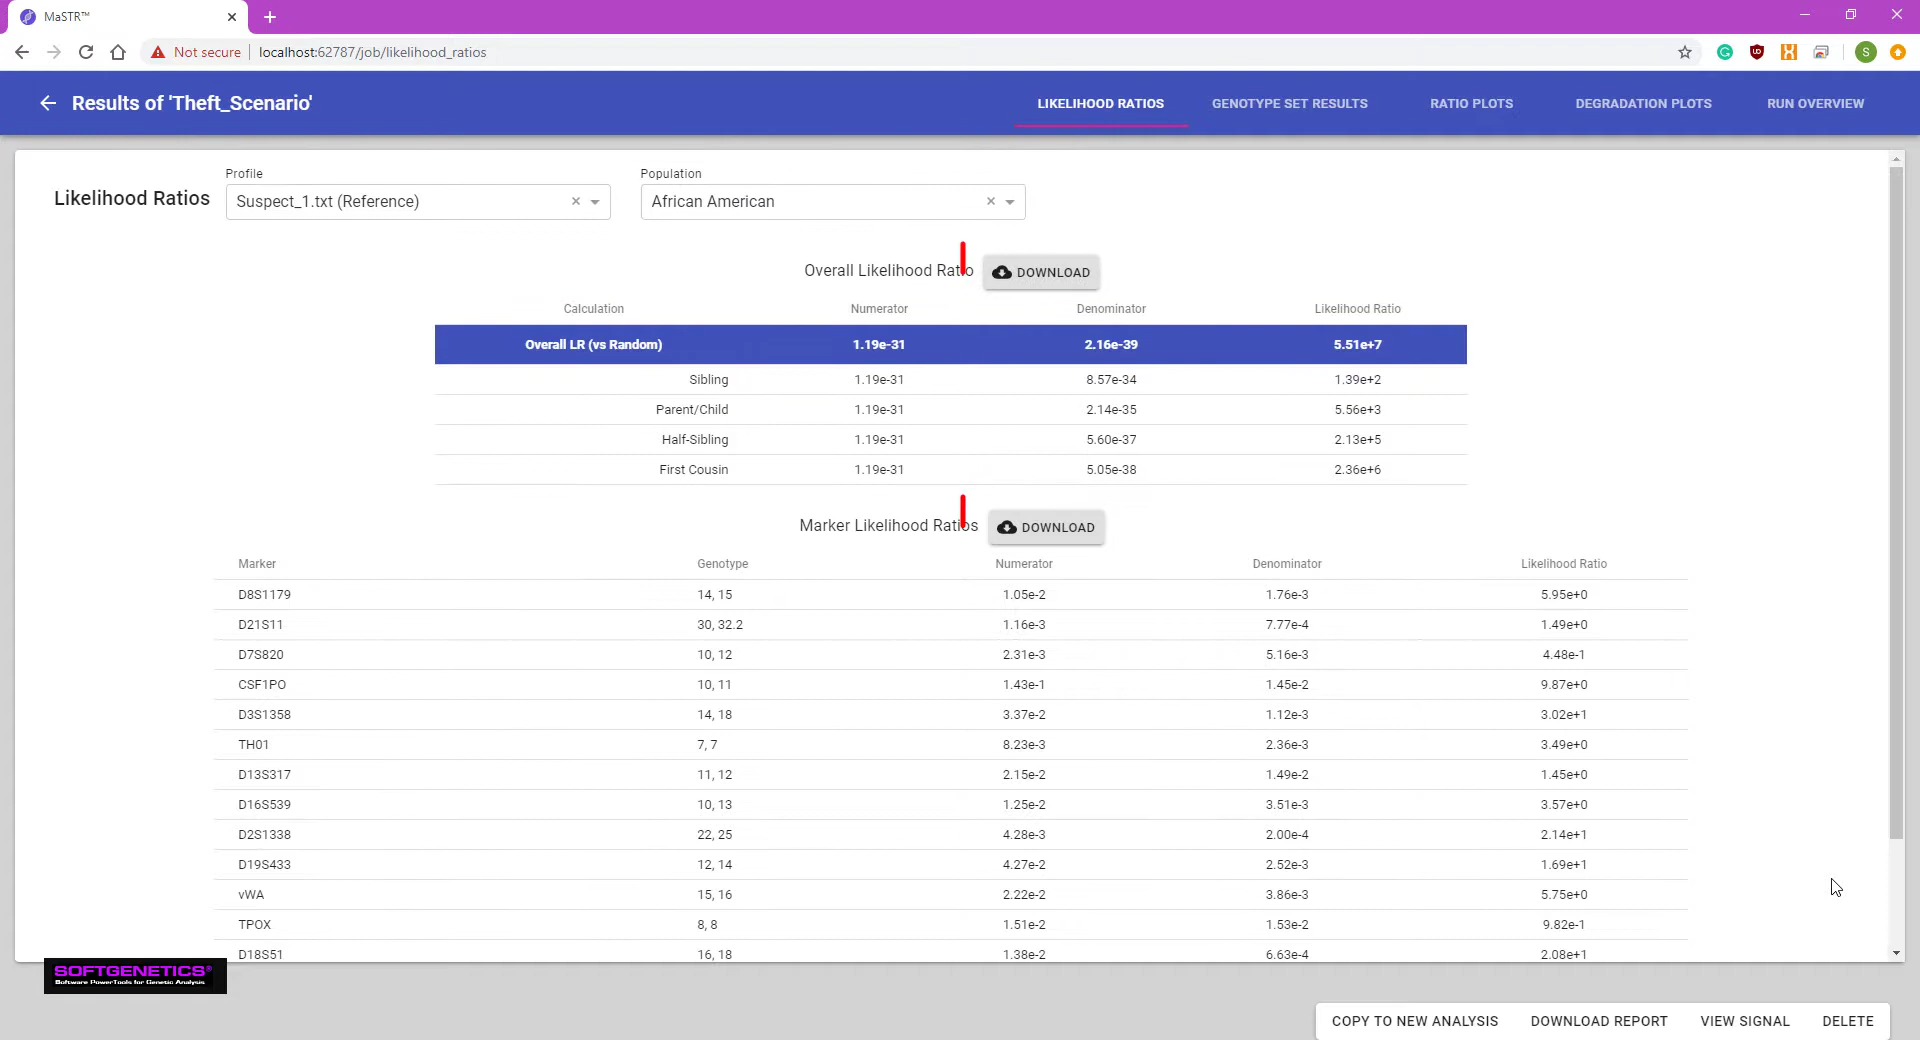 MaSTR™
Not secure localhost:62787/job/likelihood_ratios
S
Results of 'Theft_Scenario' LIKELIHOOD RATIOS GENOTYPE SET RESULTS RATIO PLOTS DEGRADATION PLOTS RUN OVERVIEW
Profile Population
Likelihood Ratios Suspect_1.txt (Reference) African American
Overall Likelihood Ratio DOWNLOAD
Calculation Numerator Denominator Likelihood Ratio
Overall LR (vs Random) 1.19e-31 2.16e-39 5.51e+7
Sibling 1.19e-31 8.57e-34 1.39e+2
Parent/Child 1.19e-31 2.14e-35 5.56e+3
Half-Sibling 1.19e-31 5.60e-37 2.13e+5
First Cousin 1.19e-31 5.05e-38 2.36e+6
Marker Likelihood Ratios DOWNLOAD
Marker Genotype Numerator Denominator Likelihood Ratio
D8S1179 14, 15 1.05e-2 1.76e-3 5.95e+0
D21S11 30, 32.2 1.16e-3 7.77e-4 1.49e+0
D7S820 10, 12 2.31e-3 5.16e-3 4.48e-1
CSF1PO 10, 11 1.43e-1 1.45e-2 9.87e+0
D3S1358 14, 18 3.37e-2 1.12e-3 3.02e+1
TH01 7, 7 8.23e-3 2.36e-3 3.49e+0
D13S317 11, 12 2.15e-2 1.49e-2 1.45e+0
D16S539 10, 13 1.25e-2 3.51e-3 3.57e+0
D2S1338 22, 25 4.28e-3 2.00e-4 2.14e+1
D19S433 12, 14 4.27e-2 2.52e-3 1.69e+1
vWA 15, 16 2.22e-2 3.86e-3 5.75e+0
TPOX 8, 8 1.51e-2 1.53e-2 9.82e-1
D18S51 16, 18 1.38e-2 6.63e-4 2.08e+1
SOFTGENETICS®
Software PowerTools for Genetic Analysis
COPY TO NEW ANALYSIS DOWNLOAD REPORT VIEW SIGNAL DELETE